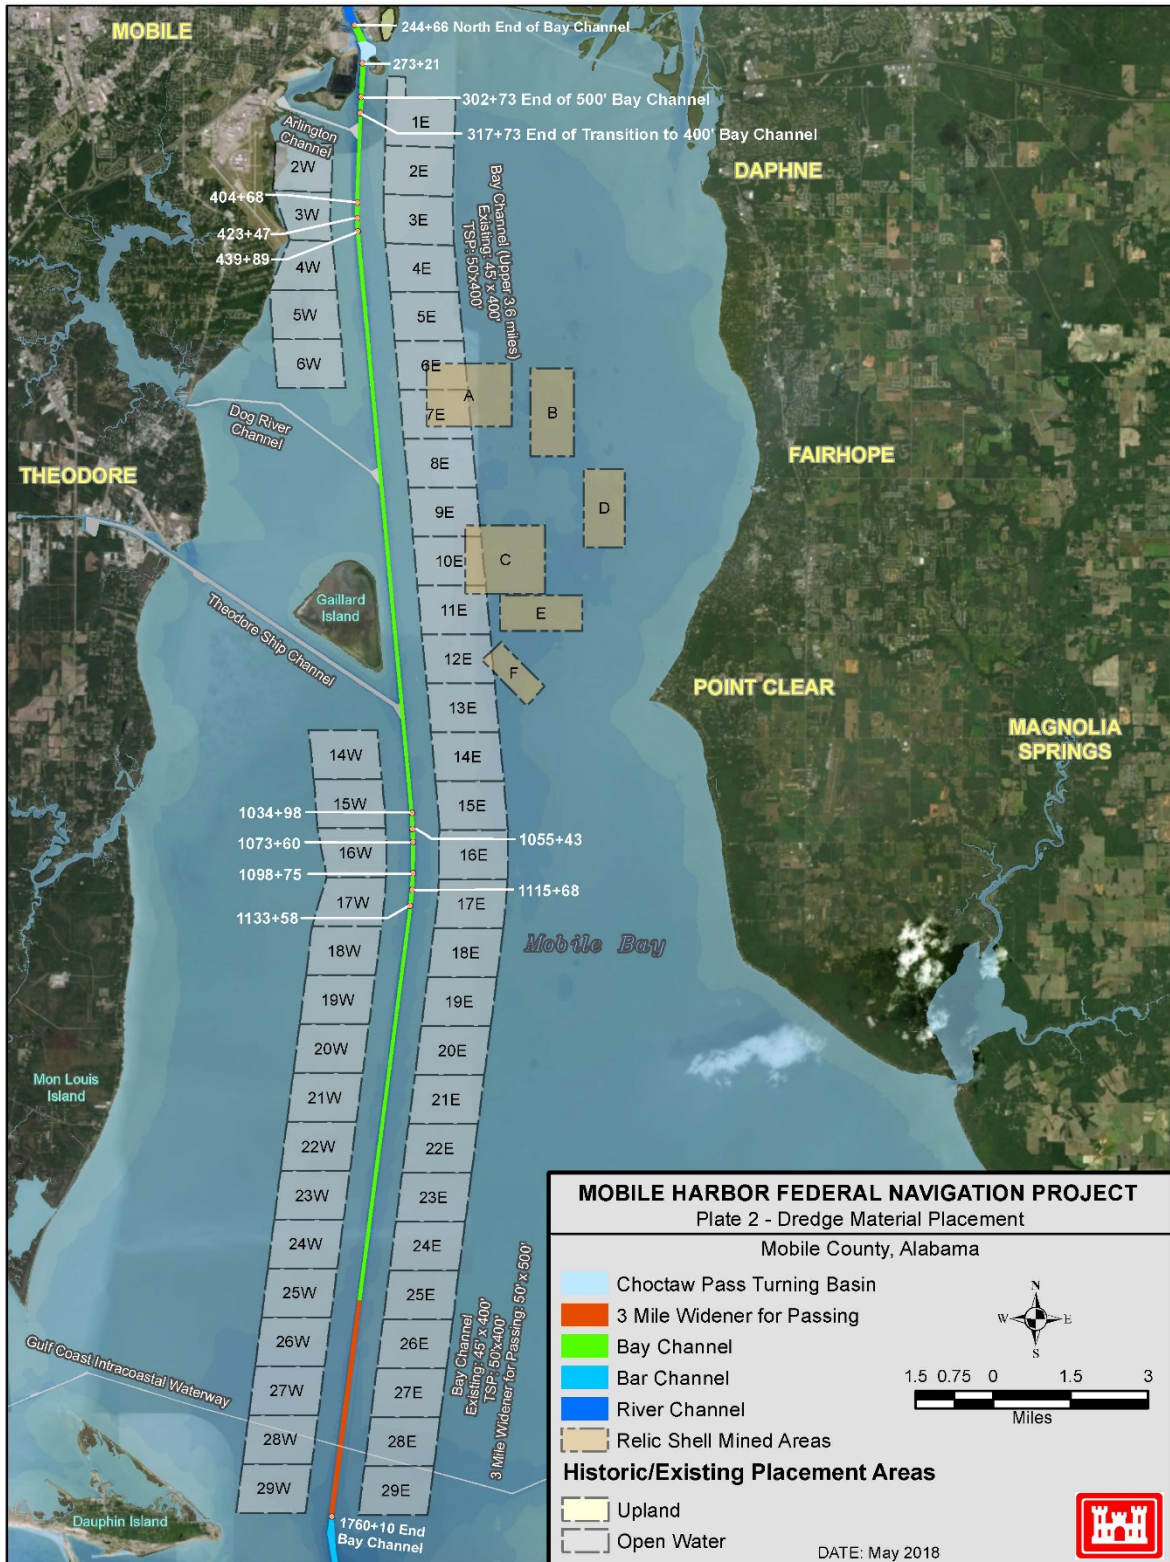 MOBILE
244+66 North End of Bay Channel
273+21
302+73 End of 500' Bay Channel
317+73 End of Transition to 400' Bay Channel
Arlington
Channel
1E
2W
2E
DAPHNE
404+68
3W
3E
423+47
439+89
Bay Channel (Upper 3.6 miles)
Existing: 45' x 400'
TSP: 50'x400'
4W
4E
5W
5E
6W
6E
A
7E
B
Dog River
Channel
8E
FAIRHOPE
THEODORE
9E
D
10E
C
Gaillard
Island
11E
E
Theodore Ship Channel
12E
F
POINT CLEAR
13E
MAGNOLIA
SPRINGS
14W
14E
15W
15E
1034+98
1055+43
1073+60
16W
16E
1098+75
1115+68
17W
17E
1133+58
Mobile Bay
18W
18E
19W
19E
20W
20E
Mon Louis
Island
21W
21E
22W
22E
23W
23E
24W
24E
25W
25E
26W
26E
Bay Channel
Existing: 45' x 400'
TSP: 50'x400'
3 Mile Widener for Passing: 50' x 500'
Gulf Coast Intracoastal Waterway
27W
27E
28W
28E
29W
29E
Dauphin Island
1760+10 End
Bay Channel
MOBILE HARBOR FEDERAL NAVIGATION PROJECT
Plate 2 - Dredge Material Placement
Mobile County, Alabama
Choctaw Pass Turning Basin
3 Mile Widener for Passing
Bay Channel
Bar Channel
River Channel
Relic Shell Mined Areas
Historic/Existing Placement Areas
Upland
Open Water
N
W
E
S
1.5 0.75 0 1.5 3
Miles
DATE: May 2018